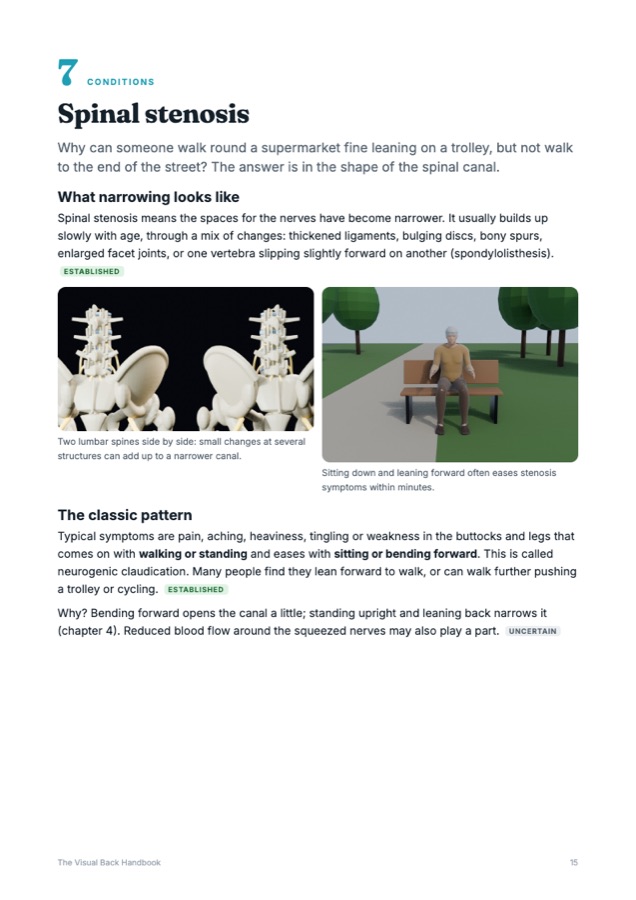 7 CONDITIONS
Spinal stenosis
Why can someone walk round a supermarket fine leaning on a trolley, but not walk
to the end of the street? The answer is in the shape of the spinal canal.
What narrowing looks like
Spinal stenosis means the spaces for the nerves have become narrower. It usually builds up
slowly with age, through a mix of changes: thickened ligaments, bulging discs, bony spurs,
enlarged facet joints, or one vertebra slipping slightly forward on another (spondylolisthesis).
ESTABLISHED
Two lumbar spines side by side: small changes at several
structures can add up to a narrower canal.
Sitting down and leaning forward often eases stenosis
symptoms within minutes.
The classic pattern
Typical symptoms are pain, aching, heaviness, tingling or weakness in the buttocks and legs that
comes on with walking or standing and eases with sitting or bending forward. This is called
neurogenic claudication. Many people find they lean forward to walk, or can walk further pushing
a trolley or cycling. ESTABLISHED
Why? Bending forward opens the canal a little; standing upright and leaning back narrows it
(chapter 4). Reduced blood flow around the squeezed nerves may also play a part. UNCERTAIN
The Visual Back Handbook
15